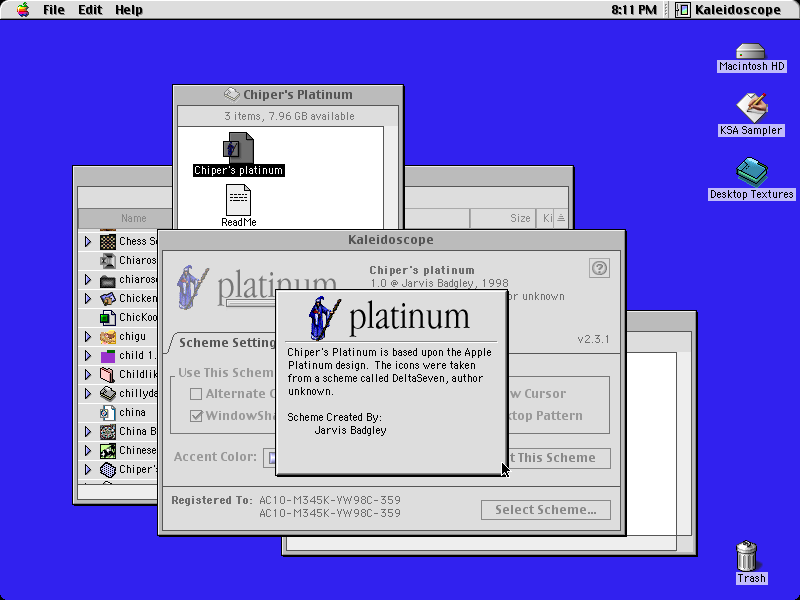 File Edit Help
8:11 PM Kaleidoscope
Macintosh HD
KSA Sampler
Desktop Textures
Trash
Chiper's Platinum
3 items, 7.96 GB available
Chiper's platinum
ReadMe
Name
Size
Ki
Chess S
Chiaros
chiaros
Chicken
ChicKoo
chigu
child 1.
Childlik
chillyda
china
China B
Chinese
Chiper's
Kaleidoscope
platinum
Chiper's platinum
1.0 © Jarvis Badgley, 1998
or unknown
v2.3.1
Scheme Setting
Use This Schem
Alternate C
WindowSha
w Cursor
ktop Pattern
Accent Color:
t This Scheme
Registered To: AC10-M345K-VW98C-359
AC10-M345K-VW98C-359
Select Scheme...
platinum
Chiper's Platinum is based upon the Apple
Platinum design. The icons were taken
from a scheme called DeltaSeven, author
unknown.
Scheme Created By:
Jarvis Badgley